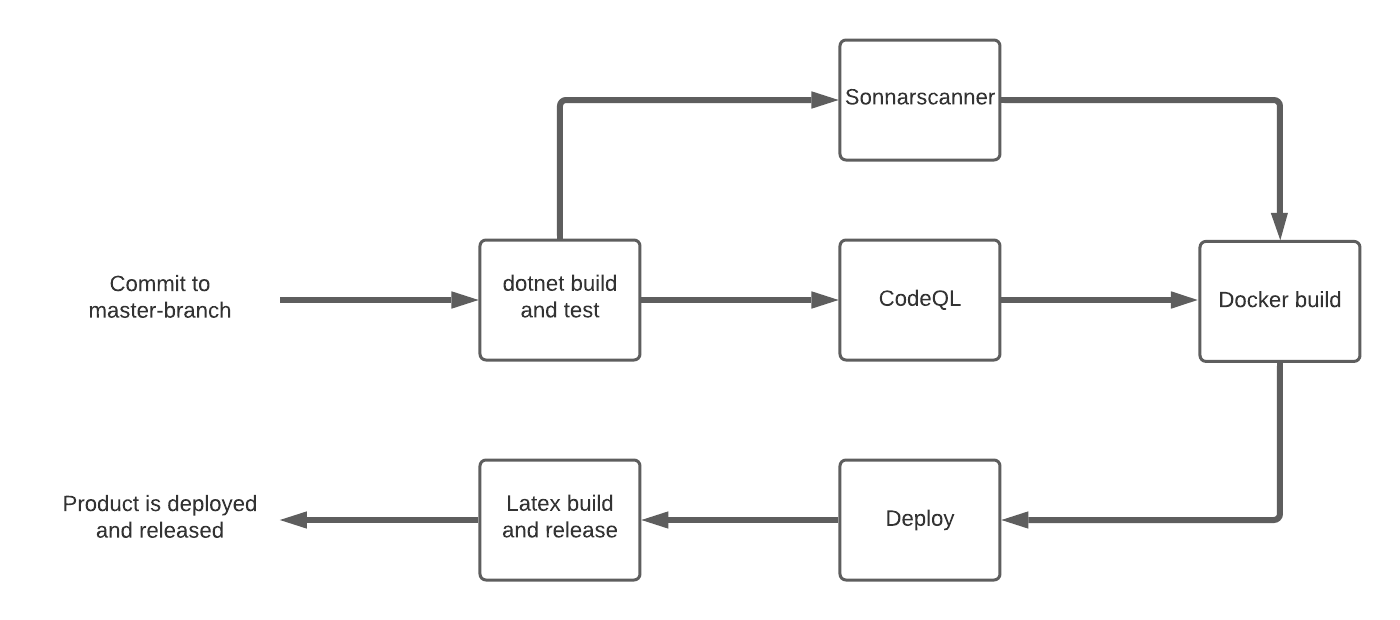 Sonnarscanner
Commit to
master-branch
dotnet build
and test
CodeQL
Docker build
Product is deployed
and released
Latex build
and release
Deploy